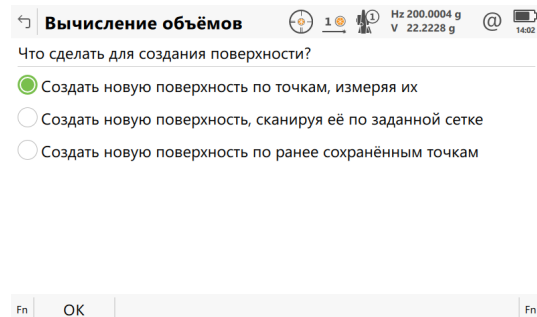 Вычисление объёмов
1
1
Hz 200.0004 g
V 22.2228 g
@
14:02
Что сделать для создания поверхности?
Создать новую поверхность по точкам, измеряя их
Создать новую поверхность, сканируя её по заданной сетке
Создать новую поверхность по ранее сохранённым точкам
Fn
OK
Fn